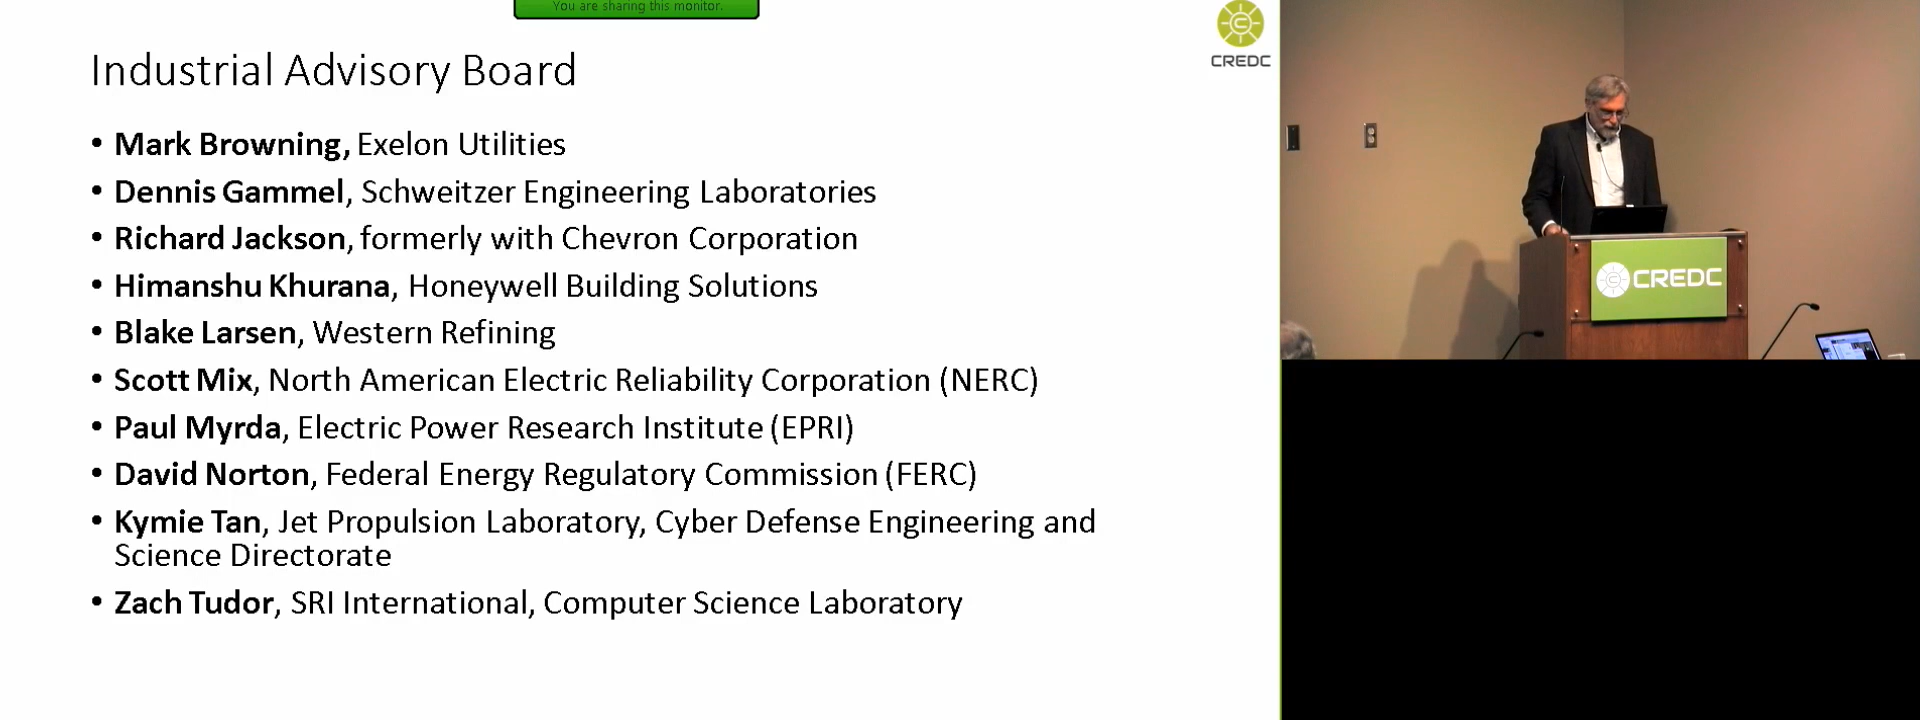 You are sharing this monitor.
CREDC
Industrial Advisory Board
• Mark Browning, Exelon Utilities
• Dennis Gammel, Schweitzer Engineering Laboratories
• Richard Jackson, formerly with Chevron Corporation
• Himanshu Khurana, Honeywell Building Solutions
• Blake Larsen, Western Refining
• Scott Mix, North American Electric Reliability Corporation (NERC)
• Paul Myrda, Electric Power Research Institute (EPRI)
• David Norton, Federal Energy Regulatory Commission (FERC)
• Kymie Tan, Jet Propulsion Laboratory, Cyber Defense Engineering and
Science Directorate
• Zach Tudor, SRI International, Computer Science Laboratory
CREDC